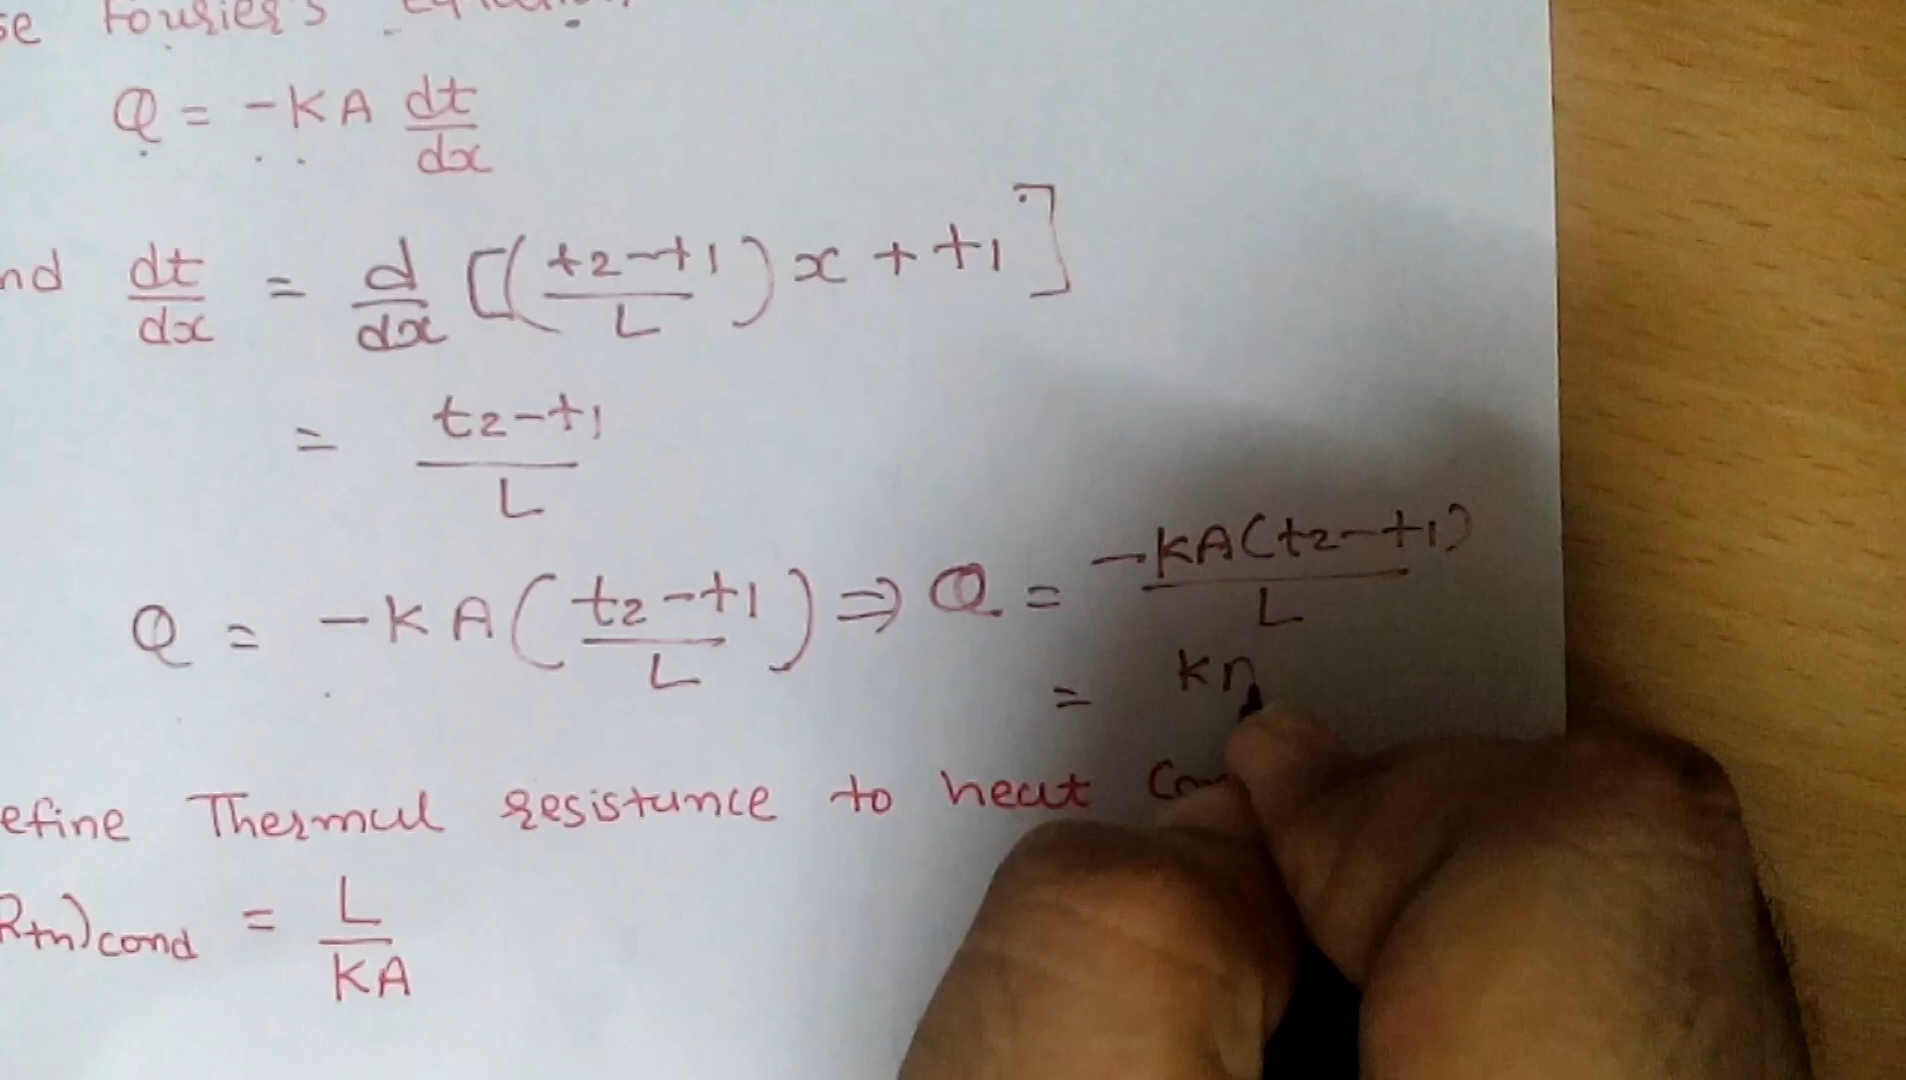 se Fourier's
Q = -KA dt/dx
nd dt/dx = d/dx [((t2-t1)/L) x + t1]
= (t2-t1)/L
Q = -KA ((t2-t1)/L) ⇒ Q = -KA(t2-t1)/L
= K
efine Thermal resistance to heat
Rth)cond = L/KA